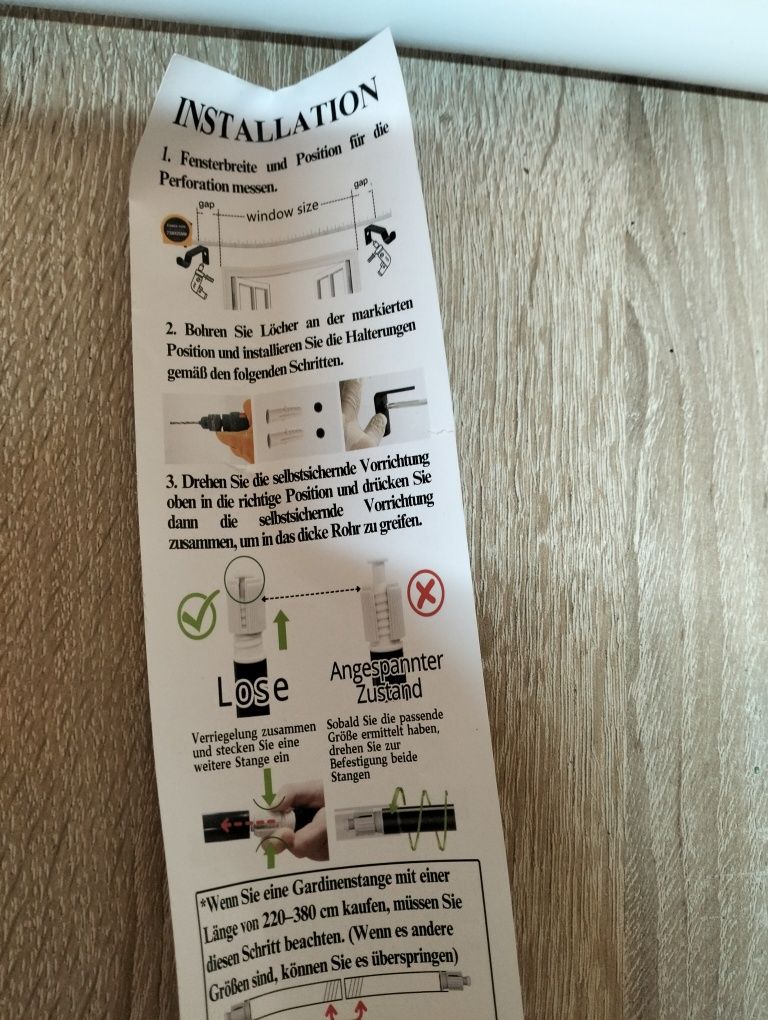 INSTALLATION
1. Fensterbreite und Position für die
Perforation messen.
gap
window size
gap
2. Bohren Sie Löcher an der markierten
Position und installieren Sie die Halterungen
gemäß den folgenden Schritten.
3. Drehen Sie die selbstsichernde Vorrichtung
oben in die richtige Position und drücken Sie
dann die selbstsichernde Vorrichtung
zusammen, um in das dicke Rohr zu greifen.
Lose
Angespannter
Zustand
Verriegelung zusammen
und stecken Sie eine
weitere Stange ein
Sobald Sie die passende
Größe ermittelt haben,
drehen Sie zur
Befestigung beide
Stangen
*Wenn Sie eine Gardinenstange mit einer
Länge von 220–380 cm kaufen, müssen Sie
diesen Schritt beachten. (Wenn es andere
Größen sind, können Sie es überspringen)